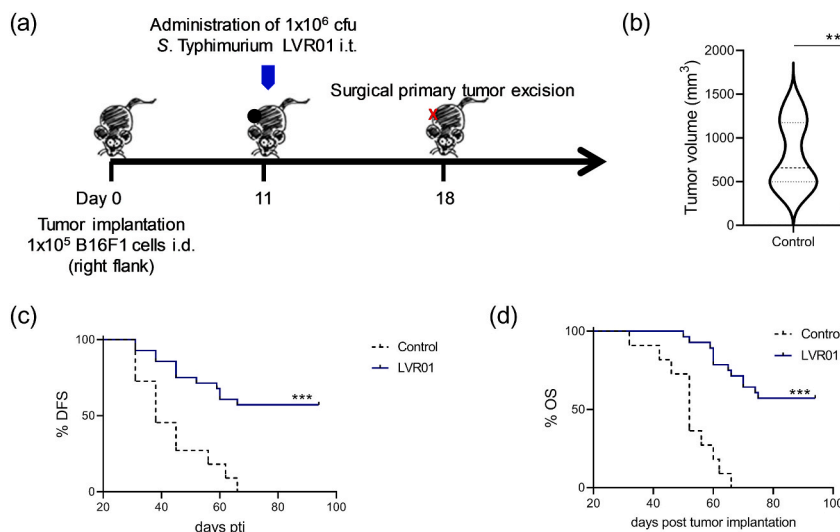 (a)
Administration of 1x10⁶ cfu
S. Typhimurium LVR01 i.t.
Surgical primary tumor excision
x
Day 0
11
18
Tumor implantation
1x10⁵ B16F1 cells i.d.
(right flank)
(b)
**
Tumor volume (mm³)
2000
1500
1000
500
0
Control
(c)
% DFS
100
50
0
20
40
60
80
100
days pti
Control
LVR01
***
(d)
% OS
100
50
0
20
40
60
80
100
days post tumor implantation
Control
LVR01
***